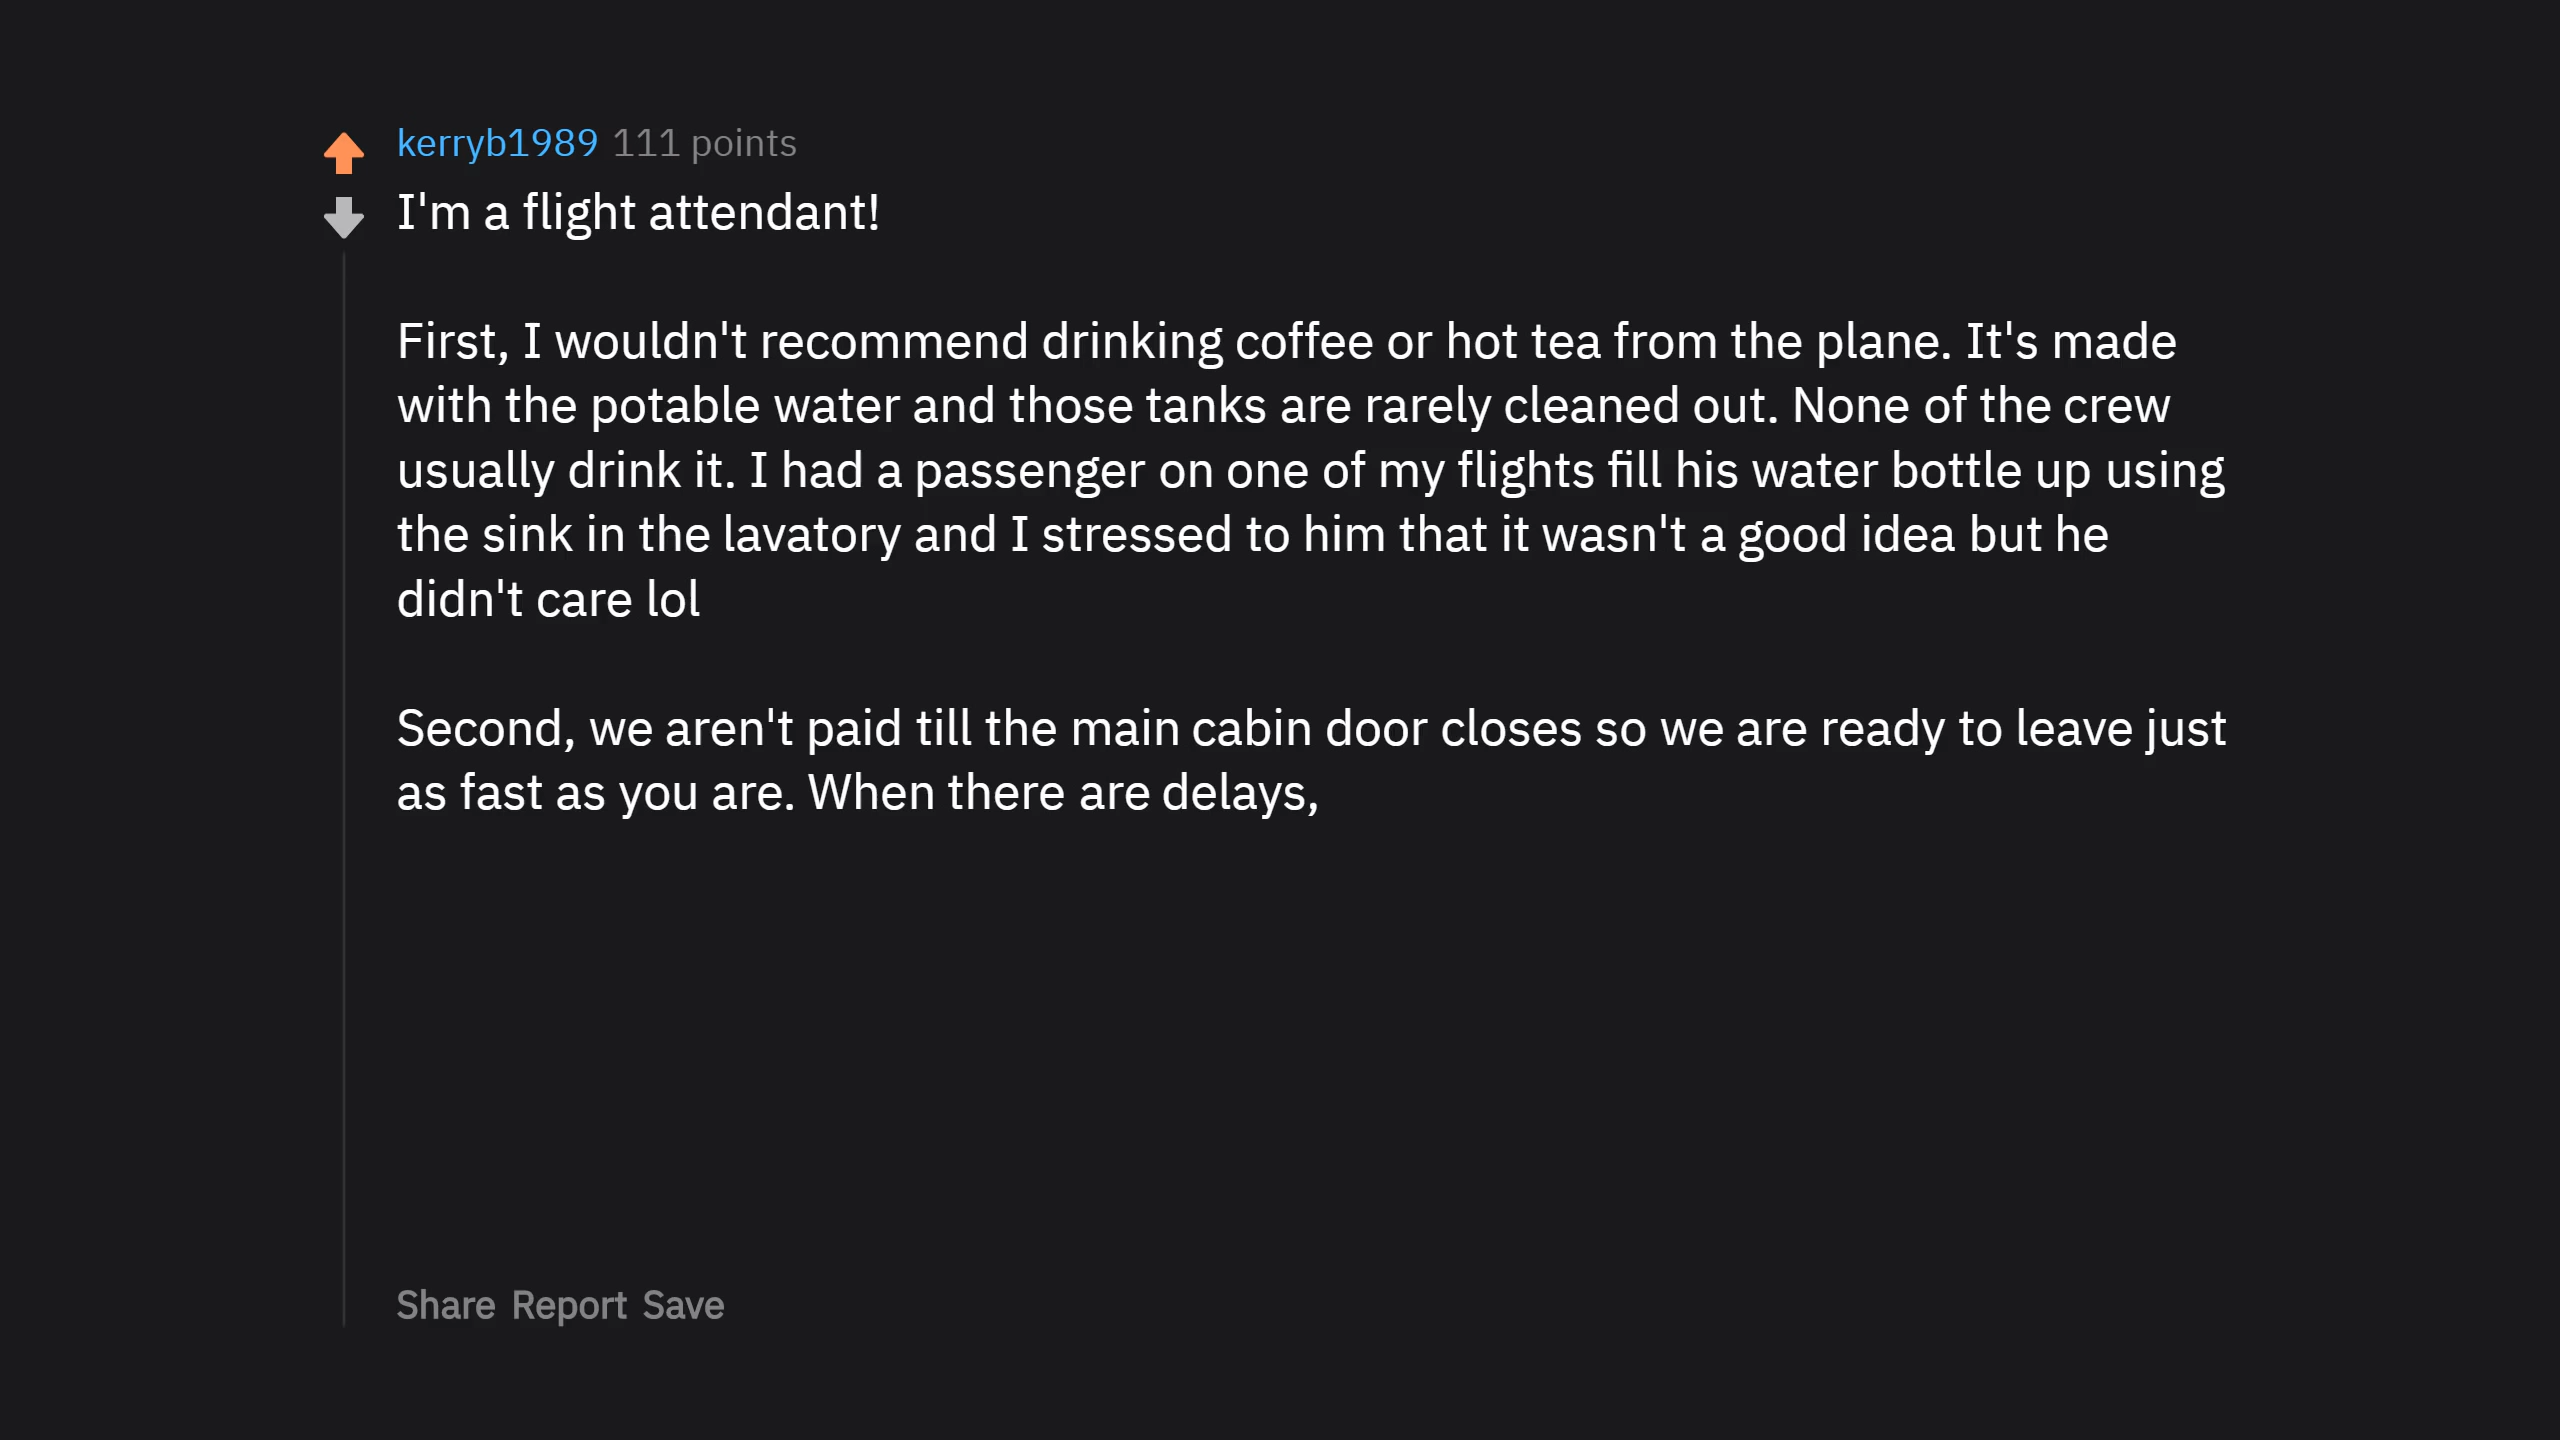 kerryb1989 111 points
I'm a flight attendant!
First, I wouldn't recommend drinking coffee or hot tea from the plane. It's made
with the potable water and those tanks are rarely cleaned out. None of the crew
usually drink it. I had a passenger on one of my flights fill his water bottle up using
the sink in the lavatory and I stressed to him that it wasn't a good idea but he
didn't care lol
Second, we aren't paid till the main cabin door closes so we are ready to leave just
as fast as you are. When there are delays,
Share Report Save